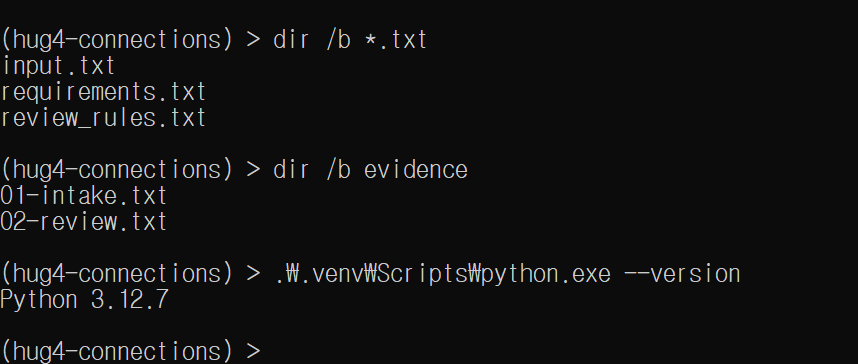 (hug4-connections) > dir /b *.txt
input.txt
requirements.txt
review_rules.txt
(hug4-connections) > dir /b evidence
01-intake.txt
02-review.txt
(hug4-connections) > .₩.venv₩Scripts₩python.exe --version
Python 3.12.7
(hug4-connections) >